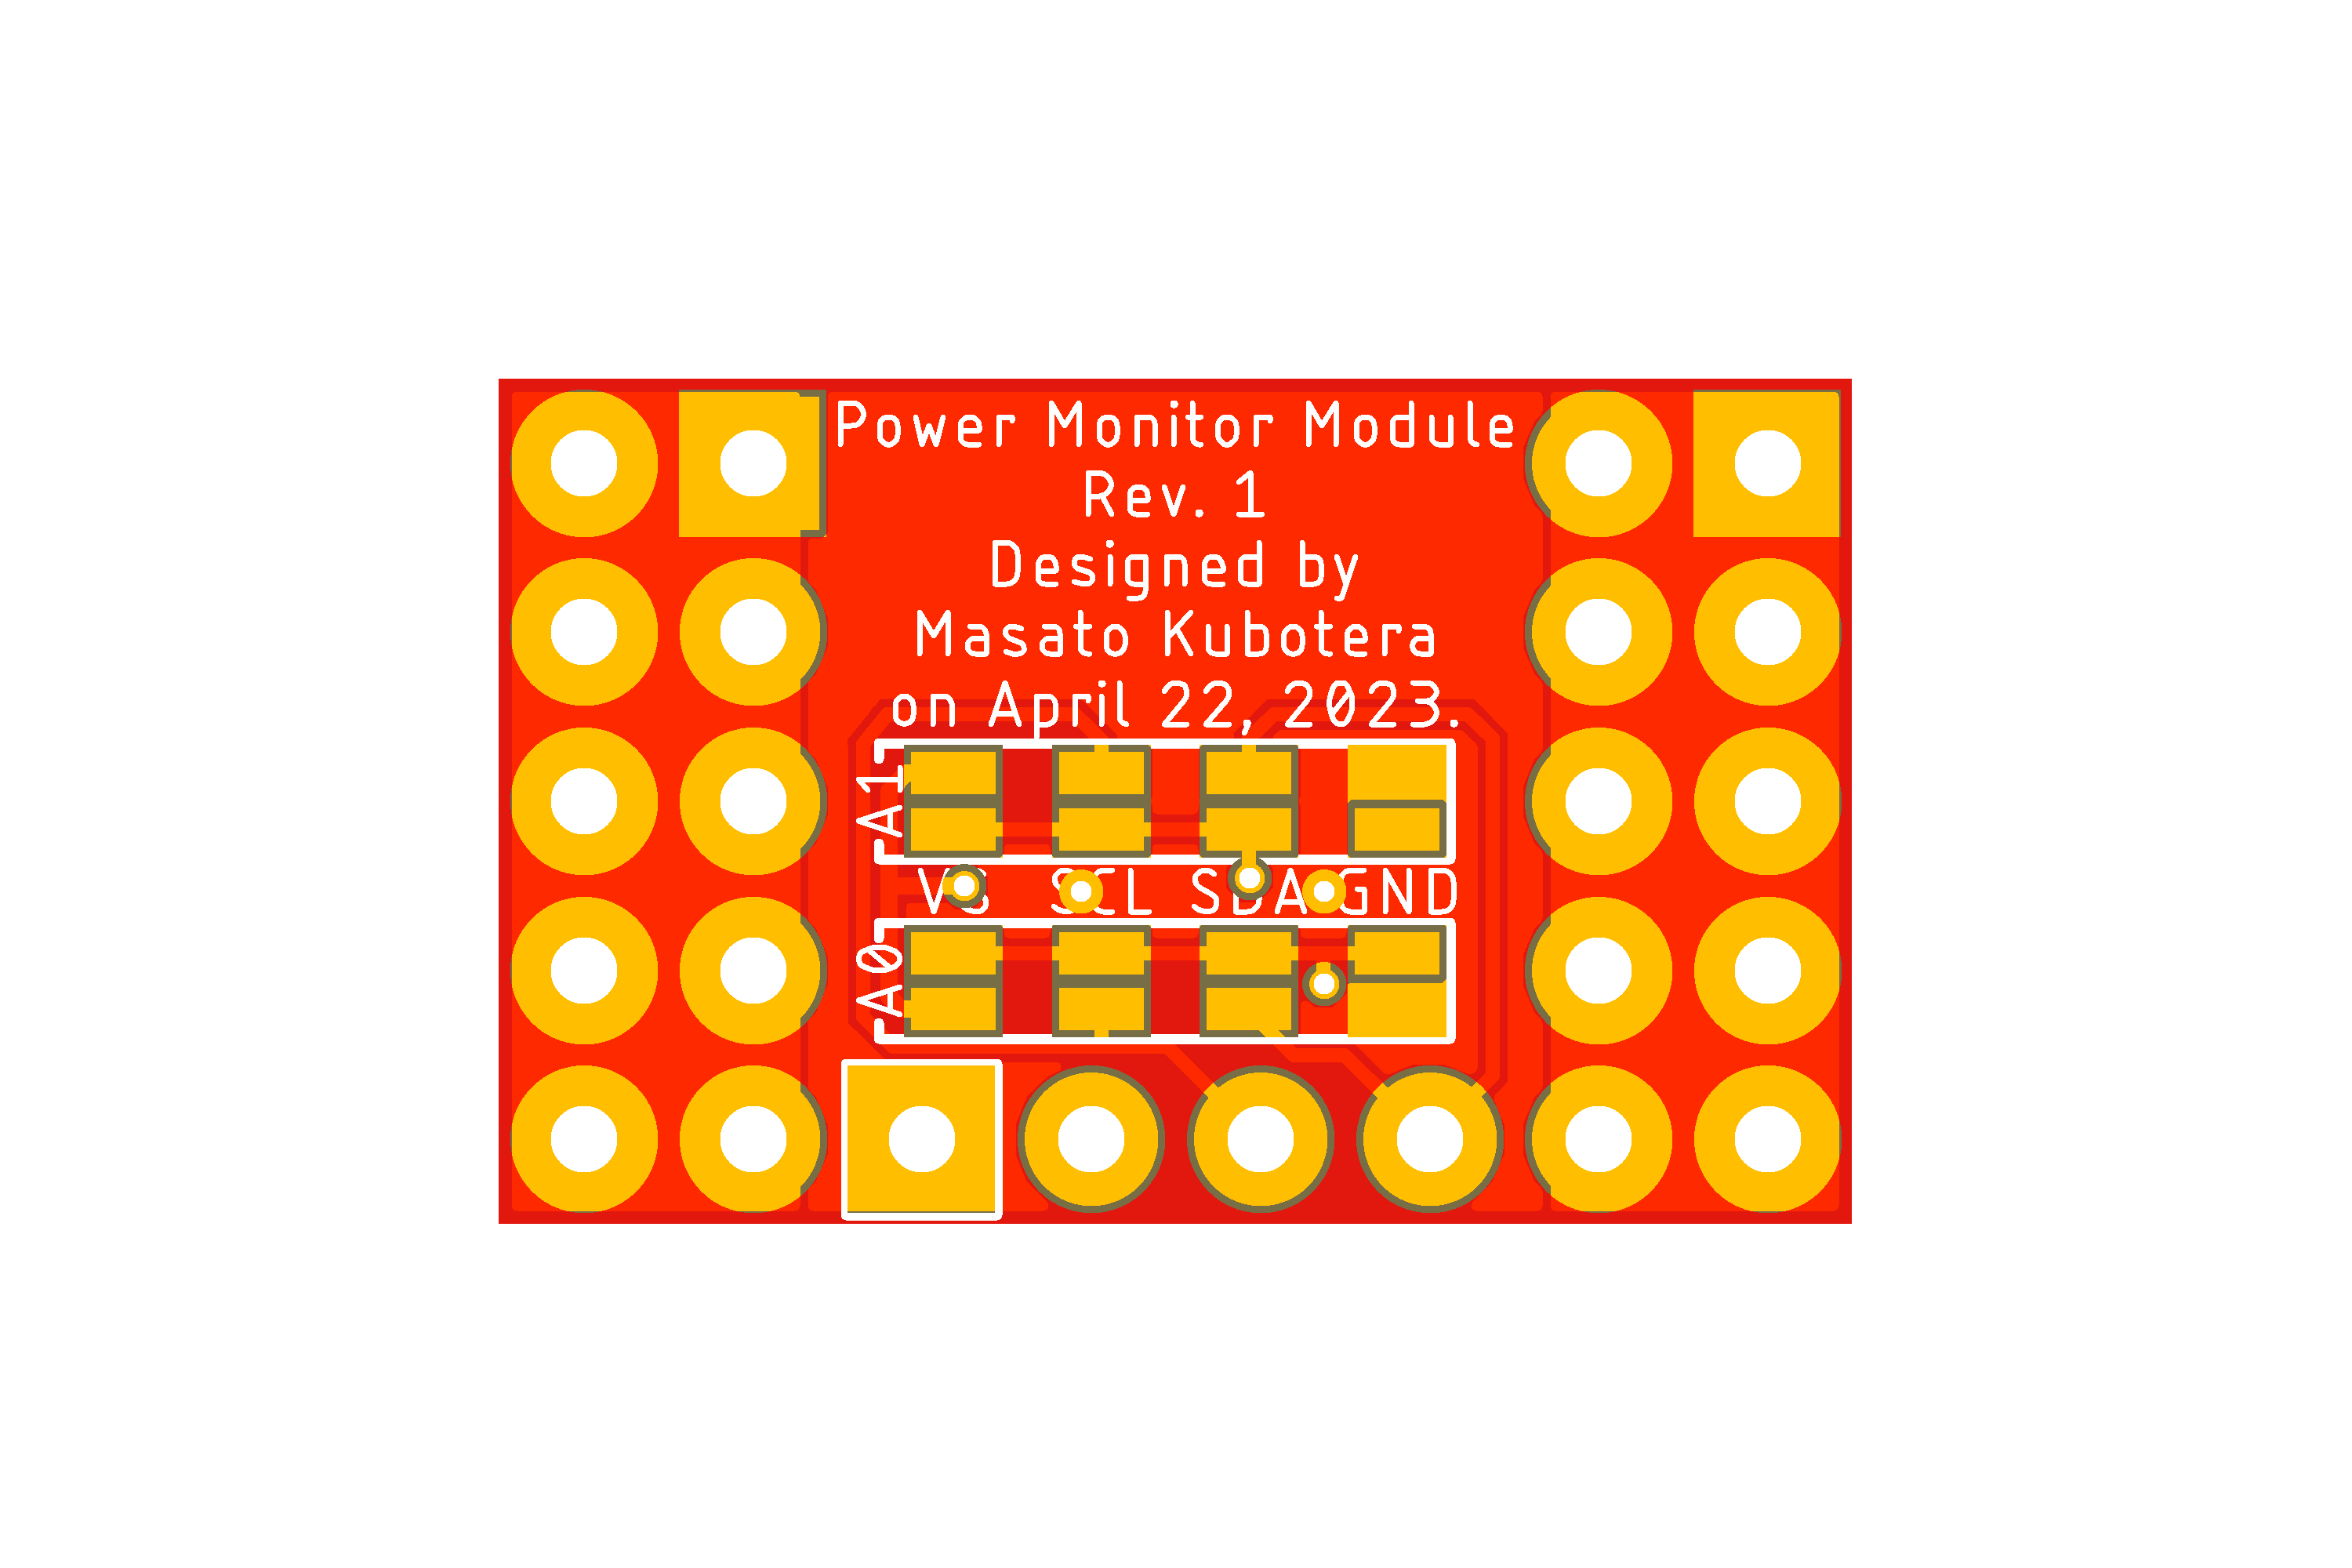 Power Monitor Module
Rev. 1
Designed by
Masato Kubotera
on April 22, 2023.
A1
VS SCL SDA GND
A0